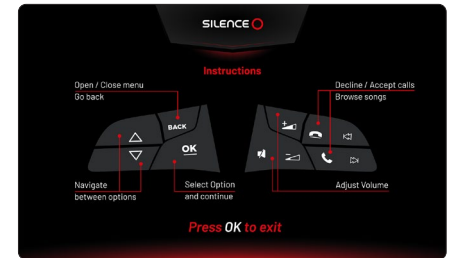 SILENCE
Instructions
Open / Close menu
Go back
Decline / Accept calls
Browse songs
BACK
OK
Navigate
between options
Select Option
and continue
Adjust Volume
Press OK to exit